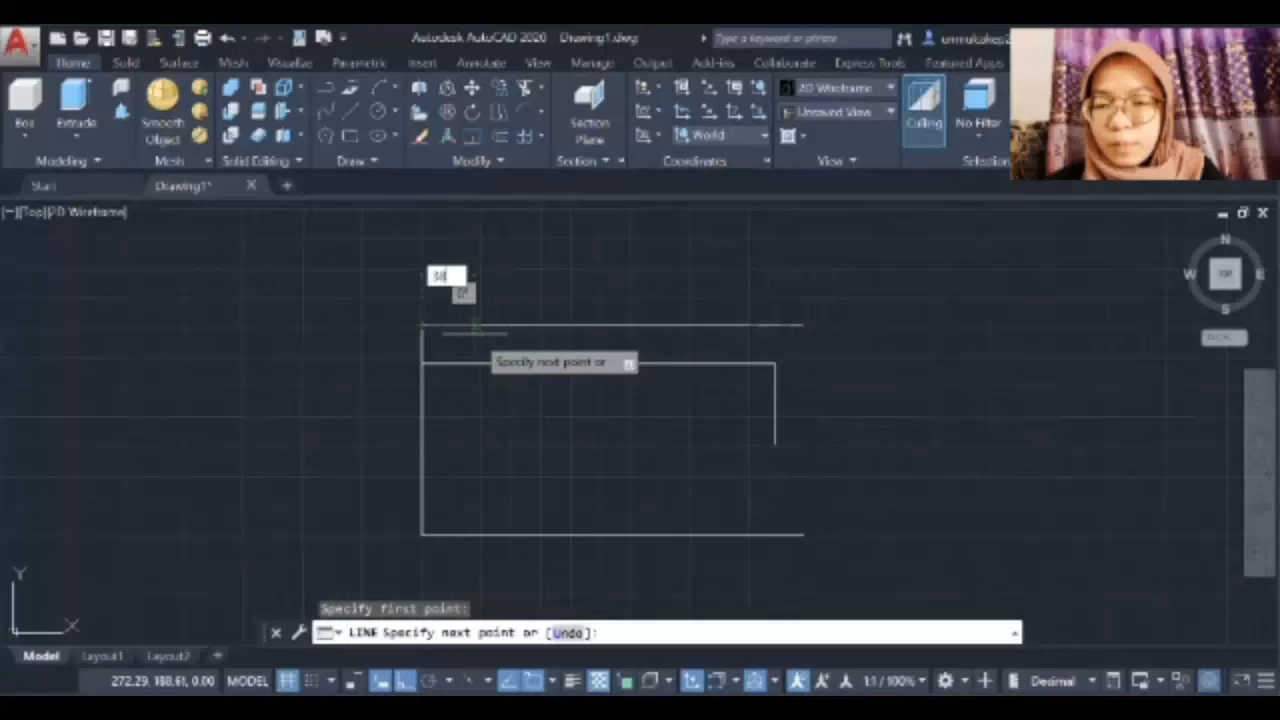 Autodesk AutoCAD 2020 Drawing1.dwg
Type a keyword or phrase
Home Solid Surface Mesh Visualize Parametric Insert Annotate View Manage Output Add-ins Collaborate Express Tools Featured Apps
Box Extrude Smooth Object Section Plane Culling No Filter
2D Wireframe
Unsaved View
World
Modeling Mesh Solid Editing Draw Modify Section Coordinates View Selection
Start Drawing1*
[−][Top][2D Wireframe]
N
W TOP E
S
0°
Specify next point or
Y
X
Specify first point:
LINE Specify next point or [Undo]:
Model Layout1 Layout2 +
272.29, 188.61, 0.00 MODEL 1:1 / 100% Decimal